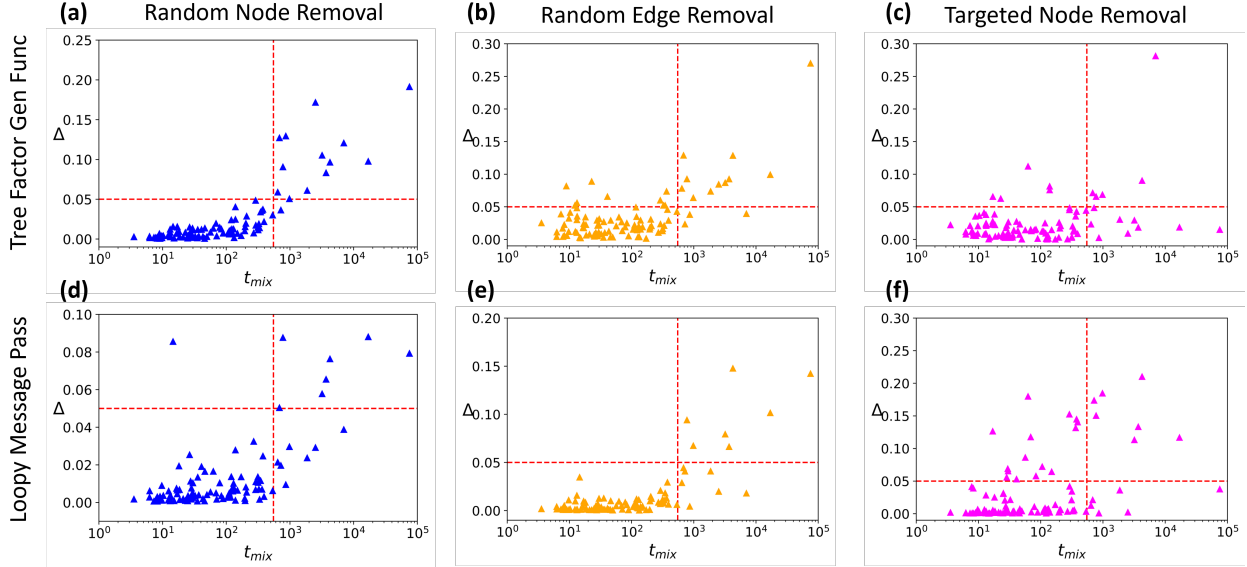 (a) Random Node Removal
(b) Random Edge Removal
(c) Targeted Node Removal
Tree Factor Gen Func
0.25
0.20
0.15
Δ
0.10
0.05
0.00
10^0 10^1 10^2 10^3 10^4 10^5
t_mix
0.30
0.25
0.20
0.15
Δ
0.10
0.05
0.00
10^0 10^1 10^2 10^3 10^4 10^5
t_mix
0.30
0.25
0.20
0.15
Δ
0.10
0.05
0.00
10^0 10^1 10^2 10^3 10^4 10^5
t_mix
Loopy Message Pass
(d)
0.10
0.08
0.06
Δ
0.04
0.02
0.00
10^0 10^1 10^2 10^3 10^4 10^5
t_mix
(e)
0.20
0.15
Δ
0.10
0.05
0.00
10^0 10^1 10^2 10^3 10^4 10^5
t_mix
(f)
0.30
0.25
0.20
0.15
Δ
0.10
0.05
0.00
10^0 10^1 10^2 10^3 10^4 10^5
t_mix